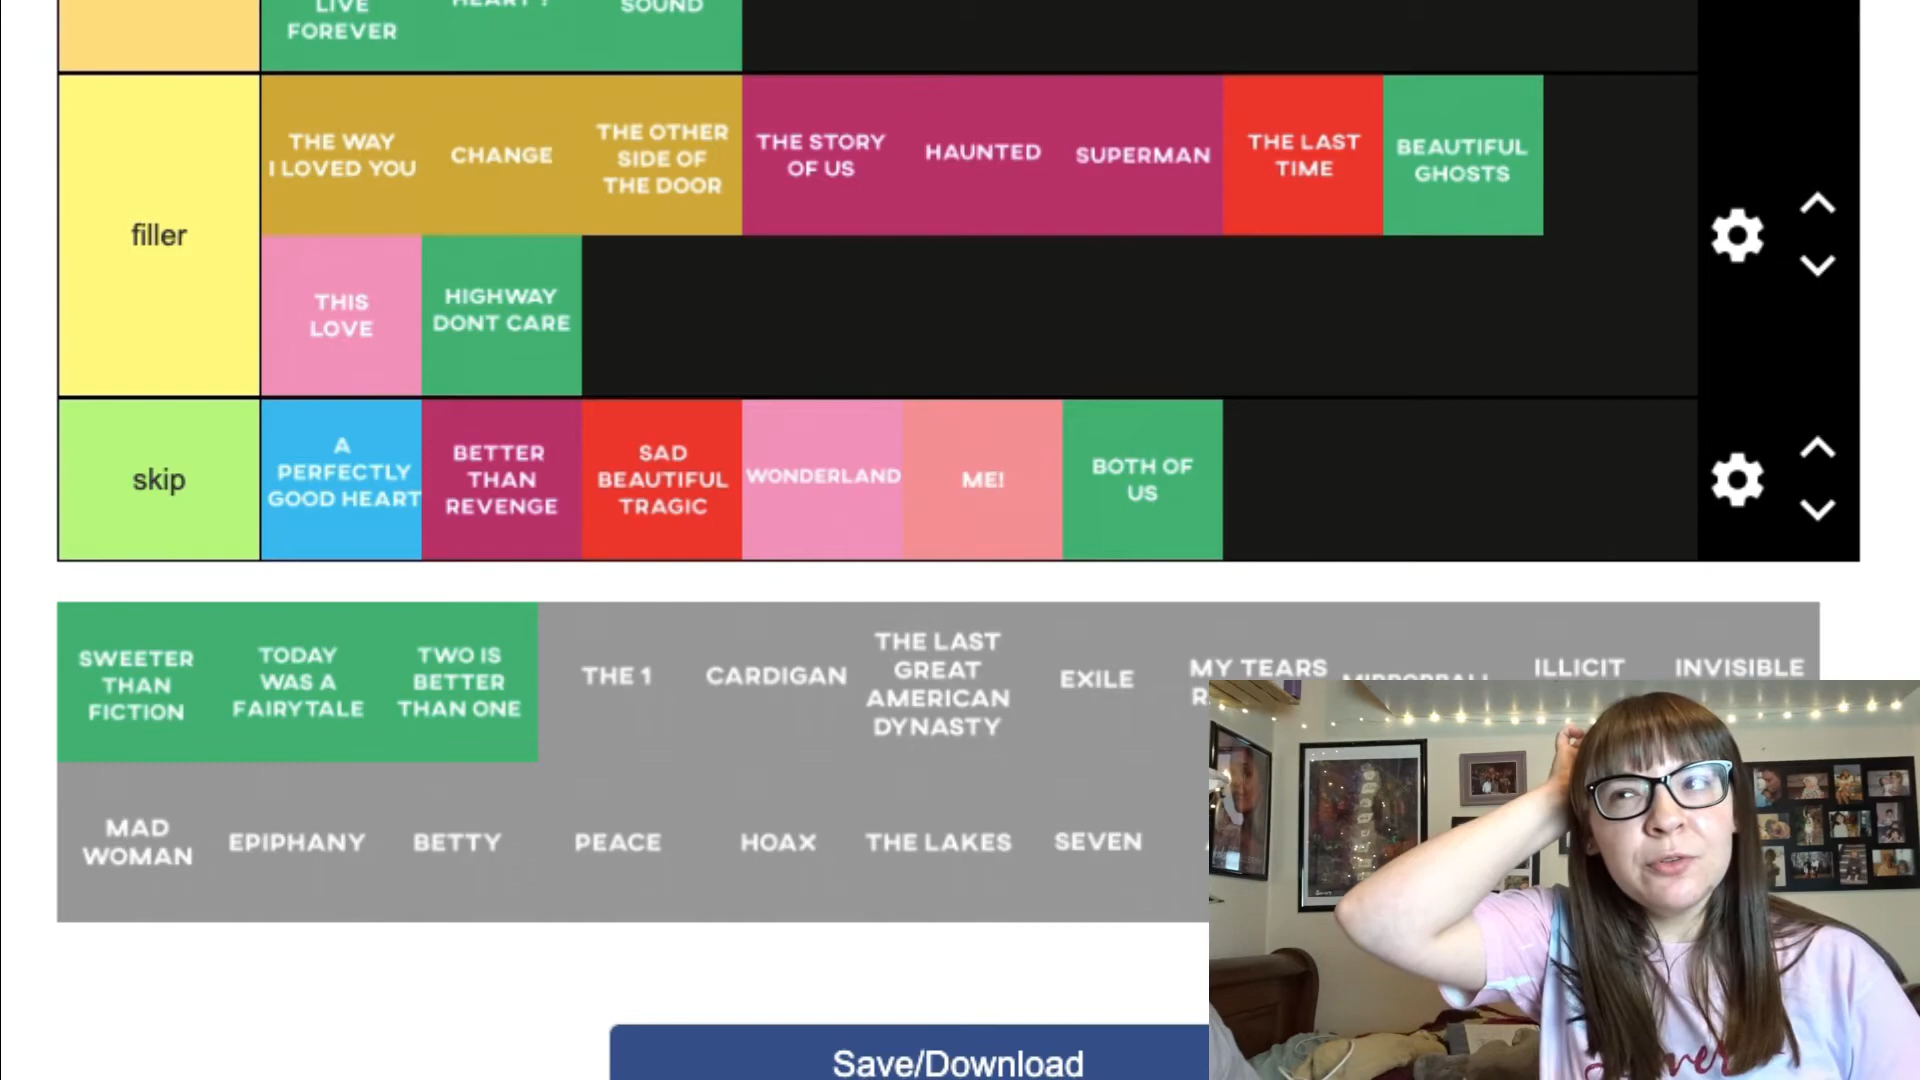 LIVE
FOREVER
HEART ?
SOUND
filler
THE WAY
I LOVED YOU
CHANGE
THE OTHER
SIDE OF
THE DOOR
THE STORY
OF US
HAUNTED
SUPERMAN
THE LAST
TIME
BEAUTIFUL
GHOSTS
THIS
LOVE
HIGHWAY
DONT CARE
skip
A
PERFECTLY
GOOD HEART
BETTER
THAN
REVENGE
SAD
BEAUTIFUL
TRAGIC
WONDERLAND
ME!
BOTH OF
US
SWEETER
THAN
FICTION
TODAY
WAS A
FAIRYTALE
TWO IS
BETTER
THAN ONE
THE 1
CARDIGAN
THE LAST
GREAT
AMERICAN
DYNASTY
EXILE
MY TEARS
R
MIRRORBALL
ILLICIT
INVISIBLE
MAD
WOMAN
EPIPHANY
BETTY
PEACE
HOAX
THE LAKES
SEVEN
Save/Download